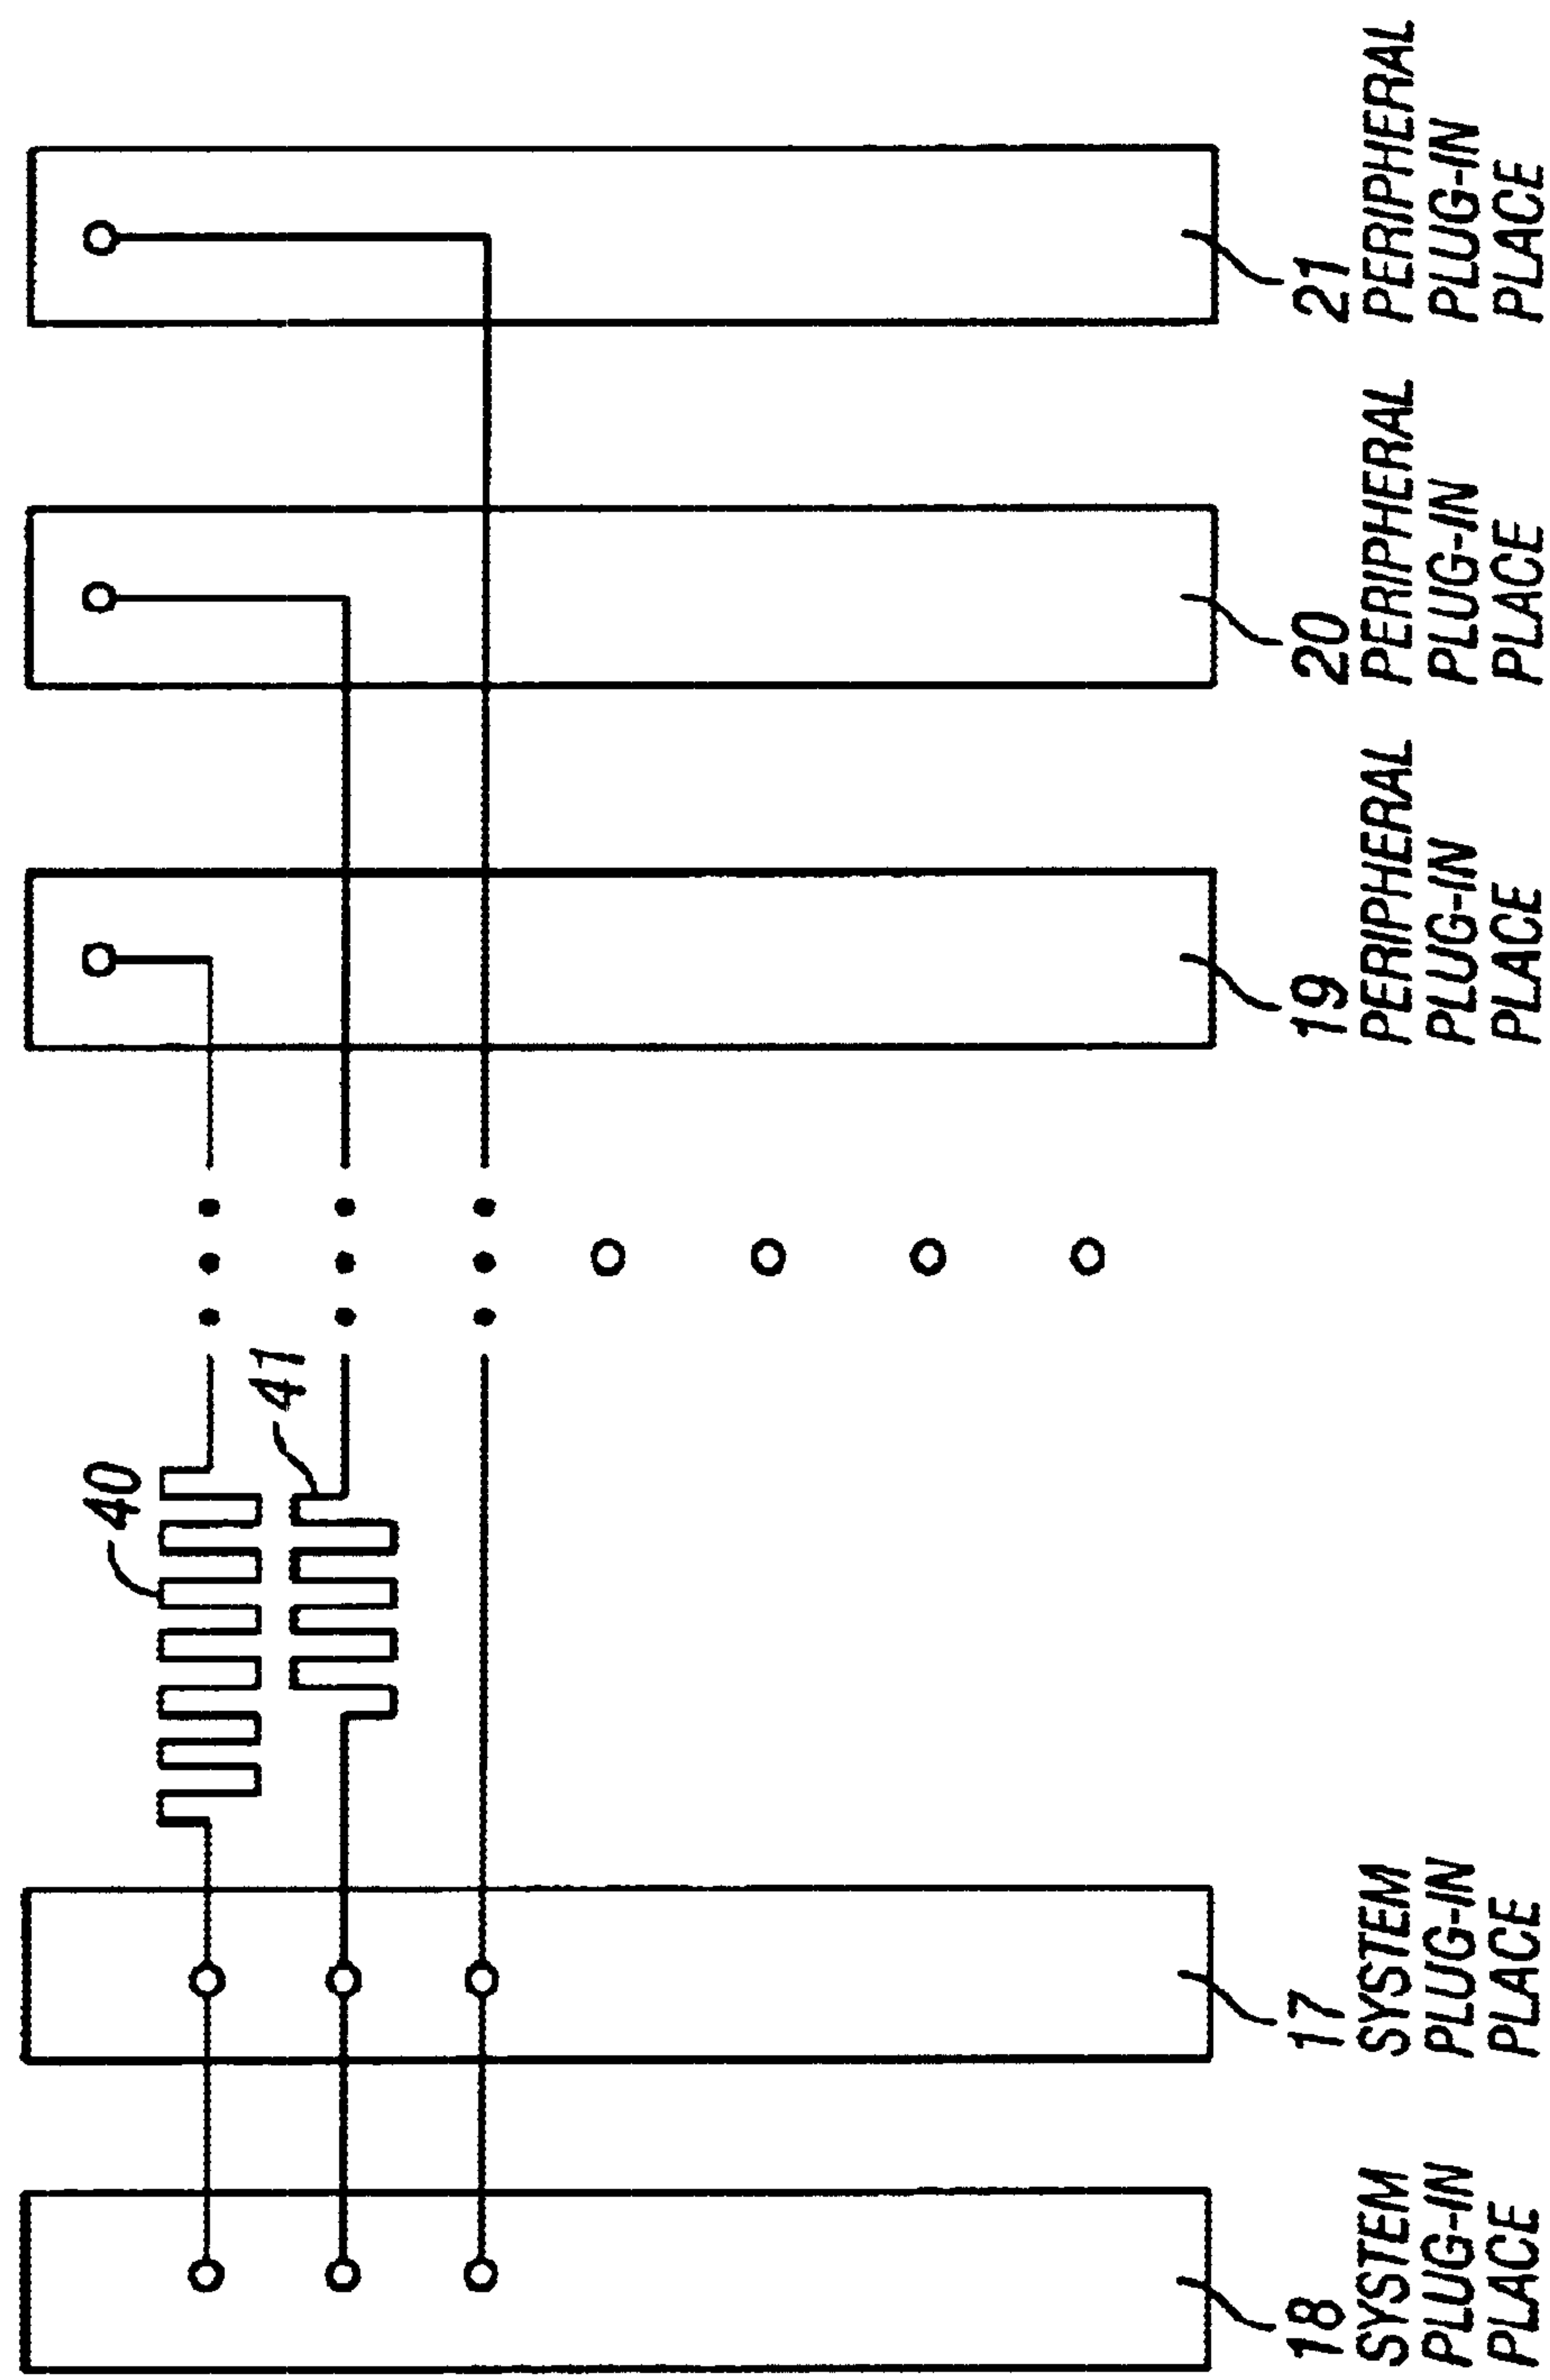 40
41
18
SYSTEM
PLUG-IN
PLACE
17
SYSTEM
PLUG-IN
PLACE
19
PERIPHERAL
PLUG-IN
PLACE
20
PERIPHERAL
PLUG-IN
PLACE
21
PERIPHERAL
PLUG-IN
PLACE